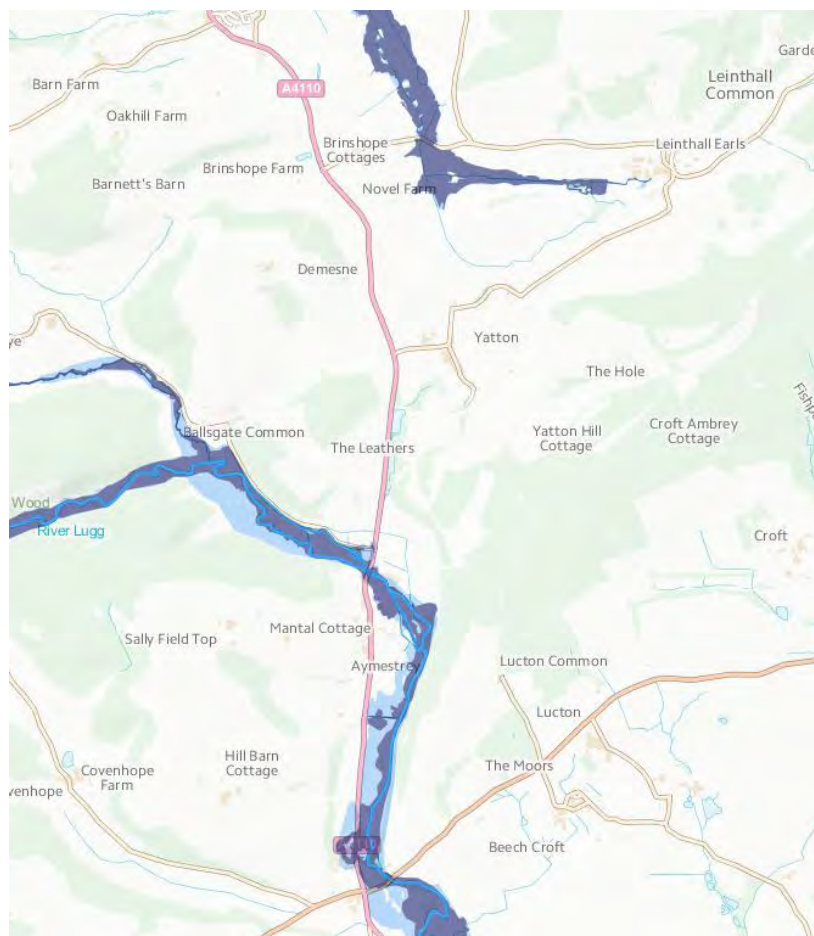 Garde
Leinthall
Common
Barn Farm
A4110
Oakhill Farm
Brinshope
Cottages
Leinthall Earls
Brinshope Farm
Barnett's Barn
Novel Farm
Demesne
Yatton
ye
The Hole
Fishp
Ballsgate Common
Yatton Hill
Cottage
Croft Ambrey
Cottage
The Leathers
Wood
River Lugg
Croft
Mantal Cottage
Sally Field Top
Aymestrey
Lucton Common
Lucton
Hill Barn
Cottage
The Moors
Covenhope
Farm
venhope
Beech Croft